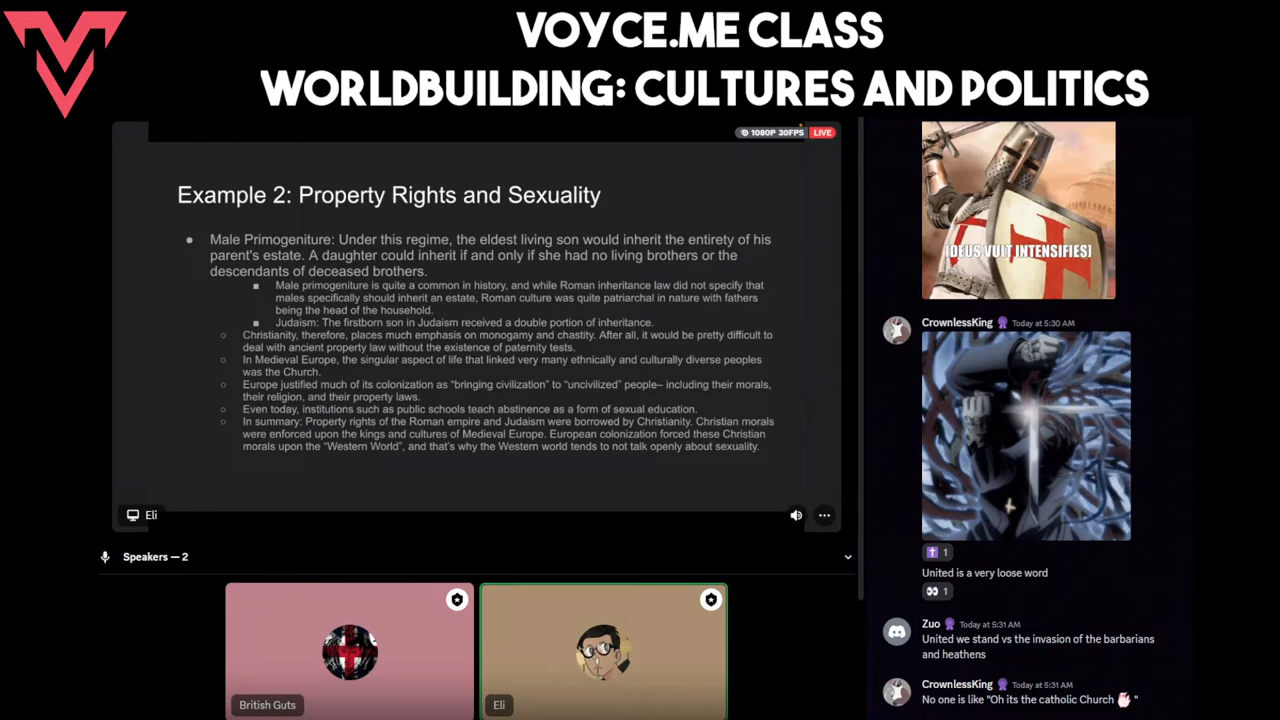 VOYCE.ME CLASS
WORLDBUILDING: CULTURES AND POLITICS
1080P 30FPS LIVE
Example 2: Property Rights and Sexuality
Male Primogeniture: Under this regime, the eldest living son would inherit the entirety of his
parent's estate. A daughter could inherit if and only if she had no living brothers or the
descendants of deceased brothers.
Male primogeniture is quite a common in history, and while Roman inheritance law did not specify that
males specifically should inherit an estate, Roman culture was quite patriarchal in nature with fathers
being the head of the household.
Judaism: The firstborn son in Judaism received a double portion of inheritance.
Christianity, therefore, places much emphasis on monogamy and chastity. After all, it would be pretty difficult to
deal with ancient property law without the existence of paternity tests.
In Medieval Europe, the singular aspect of life that linked very many ethnically and culturally diverse peoples
was the Church.
Europe justified much of its colonization as “bringing civilization” to “uncivilized” people– including their morals,
their religion, and their property laws.
Even today, institutions such as public schools teach abstinence as a form of sexual education.
In summary: Property rights of the Roman empire and Judaism were borrowed by Christianity. Christian morals
were enforced upon the kings and cultures of Medieval Europe. European colonization forced these Christian
morals upon the “Western World”, and that’s why the Western world tends to not talk openly about sexuality.
Eli
Speakers — 2
British Guts
Eli
[DEUS VULT INTENSIFIES]
CrownlessKing Today at 5:30 AM
1
United is a very loose word
1
Zuo Today at 5:31 AM
United we stand vs the invasion of the barbarians
and heathens
CrownlessKing Today at 5:31 AM
No one is like "Oh its the catholic Church "